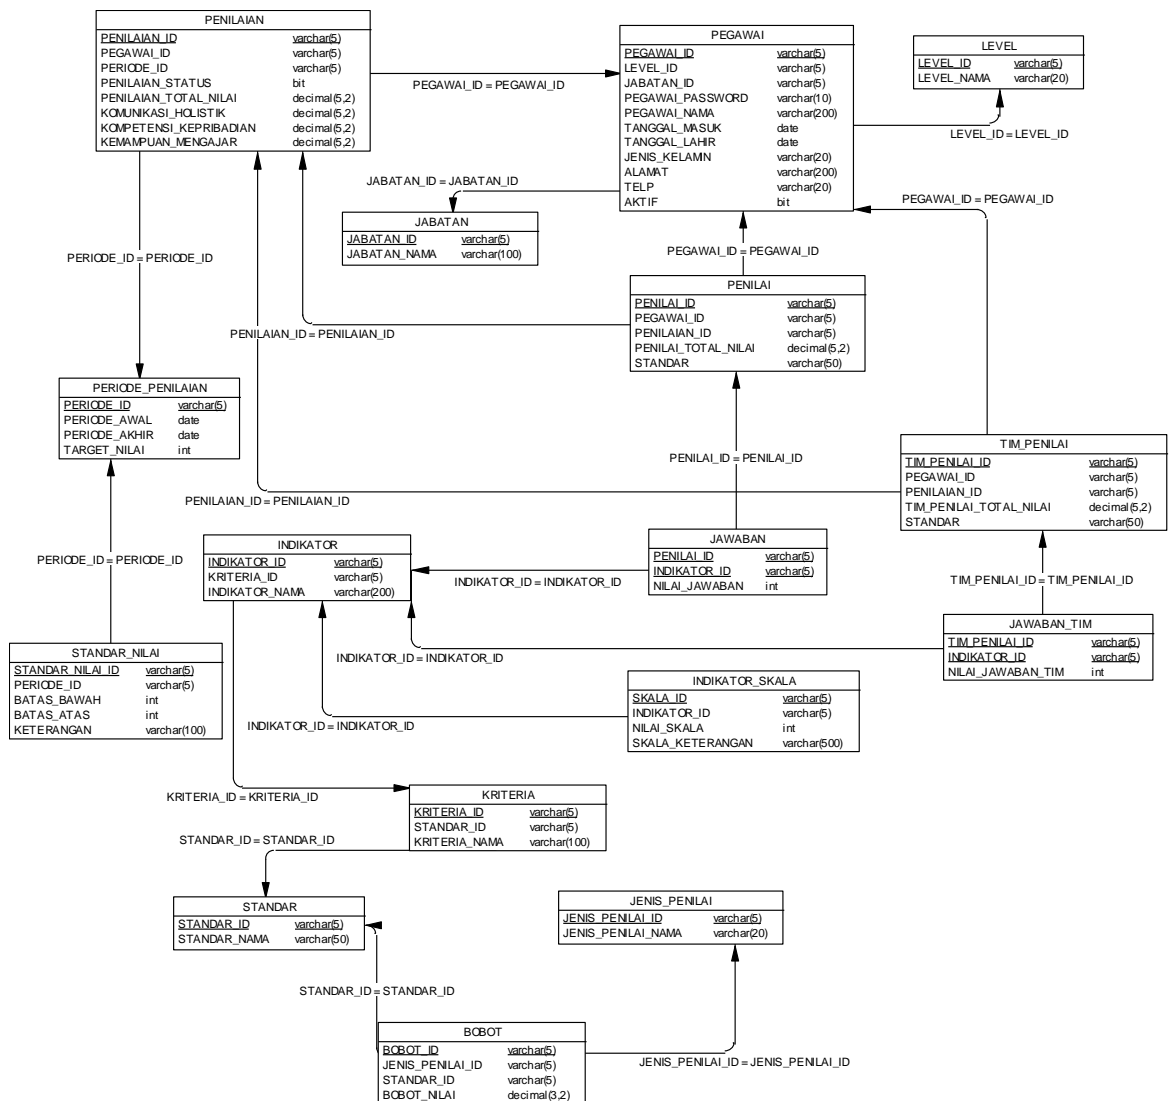 PENILAIAN
PENILAIAN_ID varchar(5)
PEGAWAI_ID varchar(5)
PERIODE_ID varchar(5)
PENILAIAN_STATUS bit
PENILAIAN_TOTAL_NILAI decimal(5,2)
KOMUNIKASI_HOLISTIK decimal(5,2)
KOMPETENSI_KEPRIBADIAN decimal(5,2)
KEMAMPUAN_MENGAJAR decimal(5,2)
PEGAWAI_ID = PEGAWAI_ID
PEGAWAI
PEGAWAI_ID varchar(5)
LEVEL_ID varchar(5)
JABATAN_ID varchar(5)
PEGAWAI_PASSWORD varchar(10)
PEGAWAI_NAMA varchar(200)
TANGGAL_MASUK date
TANGGAL_LAHIR date
JENIS_KELAMIN varchar(20)
ALAMAT varchar(200)
TELP varchar(20)
AKTIF bit
LEVEL
LEVEL_ID varchar(5)
LEVEL_NAMA varchar(20)
LEVEL_ID = LEVEL_ID
JABATAN_ID = JABATAN_ID
JABATAN
JABATAN_ID varchar(5)
JABATAN_NAMA varchar(100)
PEGAWAI_ID = PEGAWAI_ID
PEGAWAI_ID = PEGAWAI_ID
PERIODE_ID = PERIODE_ID
PENILAI
PENILAI_ID varchar(5)
PEGAWAI_ID varchar(5)
PENILAIAN_ID varchar(5)
PENILAI_TOTAL_NILAI decimal(5,2)
STANDAR varchar(50)
PENILAIAN_ID = PENILAIAN_ID
PERIODE_PENILAIAN
PERIODE_ID varchar(5)
PERIODE_AWAL date
PERIODE_AKHIR date
TARGET_NILAI int
PENILAI_ID = PENILAI_ID
TIM_PENILAI
TIM_PENILAI_ID varchar(5)
PEGAWAI_ID varchar(5)
PENILAIAN_ID varchar(5)
TIM_PENILAI_TOTAL_NILAI decimal(5,2)
STANDAR varchar(50)
PENILAIAN_ID = PENILAIAN_ID
PERIODE_ID = PERIODE_ID
INDIKATOR
INDIKATOR_ID varchar(5)
KRITERIA_ID varchar(5)
INDIKATOR_NAMA varchar(200)
INDIKATOR_ID = INDIKATOR_ID
JAWABAN
PENILAI_ID varchar(5)
INDIKATOR_ID varchar(5)
NILAI_JAWABAN int
TIM_PENILAI_ID = TIM_PENILAI_ID
JAWABAN_TIM
TIM_PENILAI_ID varchar(5)
INDIKATOR_ID varchar(5)
NILAI_JAWABAN_TIM int
INDIKATOR_ID = INDIKATOR_ID
STANDAR_NILAI
STANDAR_NILAI_ID varchar(5)
PERIODE_ID varchar(5)
BATAS_BAWAH int
BATAS_ATAS int
KETERANGAN varchar(100)
INDIKATOR_SKALA
SKALA_ID varchar(5)
INDIKATOR_ID varchar(5)
NILAI_SKALA int
SKALA_KETERANGAN varchar(500)
INDIKATOR_ID = INDIKATOR_ID
KRITERIA_ID = KRITERIA_ID
KRITERIA
KRITERIA_ID varchar(5)
STANDAR_ID varchar(5)
KRITERIA_NAMA varchar(100)
STANDAR_ID = STANDAR_ID
STANDAR
STANDAR_ID varchar(5)
STANDAR_NAMA varchar(50)
JENIS_PENILAI
JENIS_PENILAI_ID varchar(5)
JENIS_PENILAI_NAMA varchar(20)
STANDAR_ID = STANDAR_ID
BOBOT
BOBOT_ID varchar(5)
JENIS_PENILAI_ID varchar(5)
STANDAR_ID varchar(5)
BOBOT_NILAI decimal(3,2)
JENIS_PENILAI_ID = JENIS_PENILAI_ID